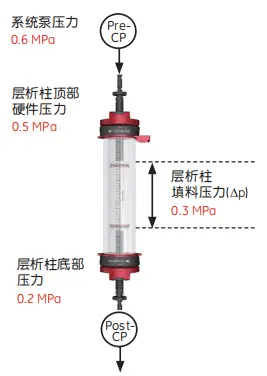 系统泵压力
0.6 MPa
Pre-
CP
层析柱顶部
硬件压力
0.5 MPa
层析柱
填料压力(Δp)
0.3 MPa
层析柱底部
压力
0.2 MPa
Post-
CP